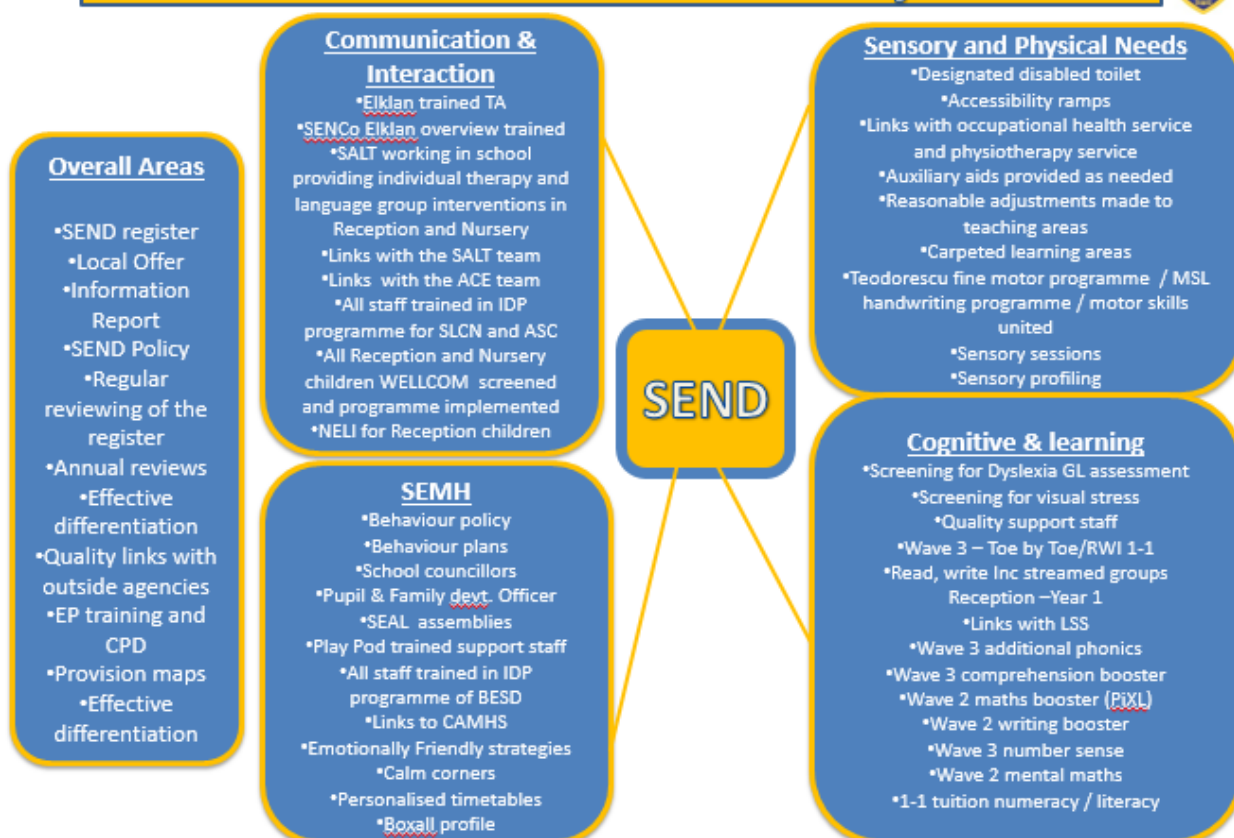 Overall Areas
•SEND register
•Local Offer
•Information
Report
•SEND Policy
•Regular
reviewing of the
register
•Annual reviews
•Effective
differentiation
•Quality links with
outside agencies
•EP training and
CPD
•Provision maps
•Effective
differentiation
Communication &
Interaction
•Elklan trained TA
•SENCo Elklan overview trained
•SALT working in school
providing individual therapy and
language group interventions in
Reception and Nursery
•Links with the SALT team
•Links with the ACE team
•All staff trained in IDP
programme for SLCN and ASC
•All Reception and Nursery
children WELLCOM screened
and programme implemented
•NELI for Reception children
SEMH
•Behaviour policy
•Behaviour plans
•School councillors
•Pupil & Family devt. Officer
•SEAL assemblies
•Play Pod trained support staff
•All staff trained in IDP
programme of BESD
•Links to CAMHS
•Emotionally Friendly strategies
•Calm corners
•Personalised timetables
•Boxall profile
SEND
Sensory and Physical Needs
•Designated disabled toilet
•Accessibility ramps
•Links with occupational health service
and physiotherapy service
•Auxiliary aids provided as needed
•Reasonable adjustments made to
teaching areas
•Carpeted learning areas
•Teodorescu fine motor programme / MSL
handwriting programme / motor skills
united
•Sensory sessions
•Sensory profiling
Cognitive & learning
•Screening for Dyslexia GL assessment
•Screening for visual stress
•Quality support staff
•Wave 3 – Toe by Toe/RWI 1-1
•Read, write Inc streamed groups
Reception –Year 1
•Links with LSS
•Wave 3 additional phonics
•Wave 3 comprehension booster
•Wave 2 maths booster (PiXL)
•Wave 2 writing booster
•Wave 3 number sense
•Wave 2 mental maths
•1-1 tuition numeracy / literacy